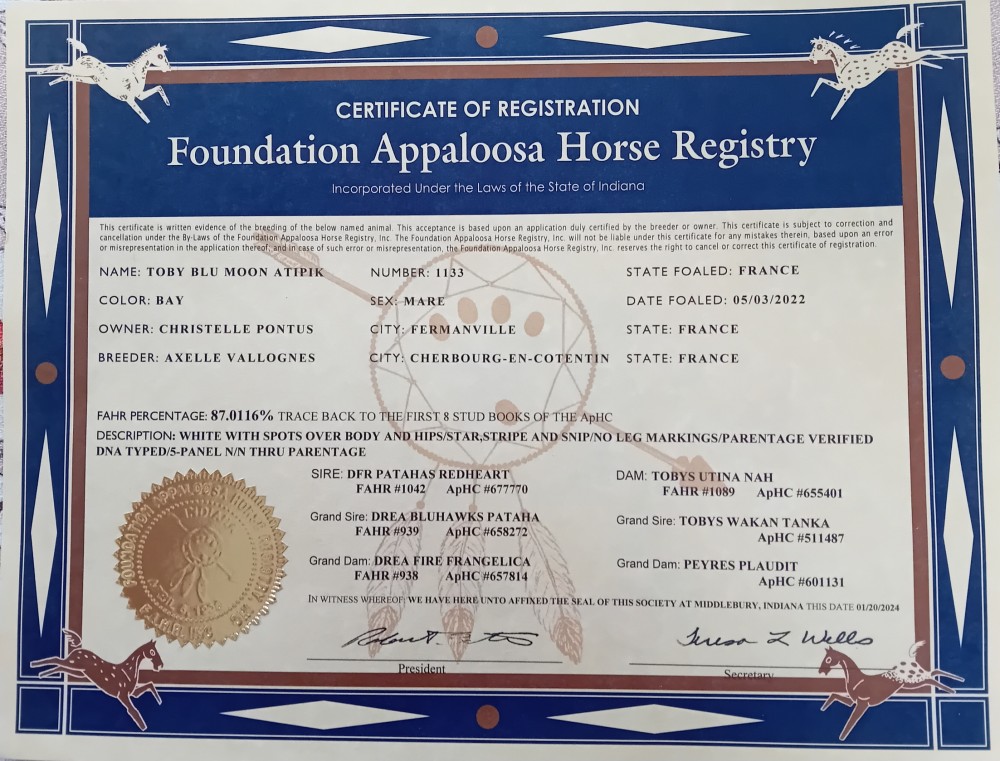 CERTIFICATE OF REGISTRATION
Foundation Appaloosa Horse Registry
Incorporated Under the Laws of the State of Indiana
This certificate is written evidence of the breeding of the below named animal. This acceptance is based upon an application duly certified by the breeder or owner. This certificate is subject to correction and
cancellation under the By-Laws of the Foundation Appaloosa Horse Registry, Inc. The Foundation Appaloosa Horse Registry, Inc. will not be liable under this certificate for any mistakes therein, based upon an error
or misrepresentation in the application thereof, and in case of such error or misrepresentation, the Foundation Appaloosa Horse Registry, Inc. reserves the right to cancel or correct this certificate of registration.
NAME: TOBY BLU MOON ATIPIK NUMBER: 1133 STATE FOALED: FRANCE
COLOR: BAY SEX: MARE DATE FOALED: 05/03/2022
OWNER: CHRISTELLE PONTUS CITY: FERMANVILLE STATE: FRANCE
BREEDER: AXELLE VALLOGNES CITY: CHERBOURG-EN-COTENTIN STATE: FRANCE
FAHR PERCENTAGE: 87.0116% TRACE BACK TO THE FIRST 8 STUD BOOKS OF THE ApHC
DESCRIPTION: WHITE WITH SPOTS OVER BODY AND HIPS/STAR,STRIPE AND SNIP/NO LEG MARKINGS/PARENTAGE VERIFIED
DNA TYPED/5-PANEL N/N THRU PARENTAGE
SIRE: DFR PATAHAS REDHEART DAM: TOBYS UTINA NAH
FAHR #1042 ApHC #677770 FAHR #1089 ApHC #655401
Grand Sire: DREA BLUHAWKS PATAHA Grand Sire: TOBYS WAKAN TANKA
FAHR #939 ApHC #658272 ApHC #511487
Grand Dam: DREA FIRE FRANGELICA Grand Dam: PEYRES PLAUDIT
FAHR #938 ApHC #657814 ApHC #601131
IN WITNESS WHEREOF: WE HAVE HERE UNTO AFFIXED THE SEAL OF THIS SOCIETY AT MIDDLEBURY, INDIANA THIS DATE 01/20/2024
Teresa L Wells
President Secretary